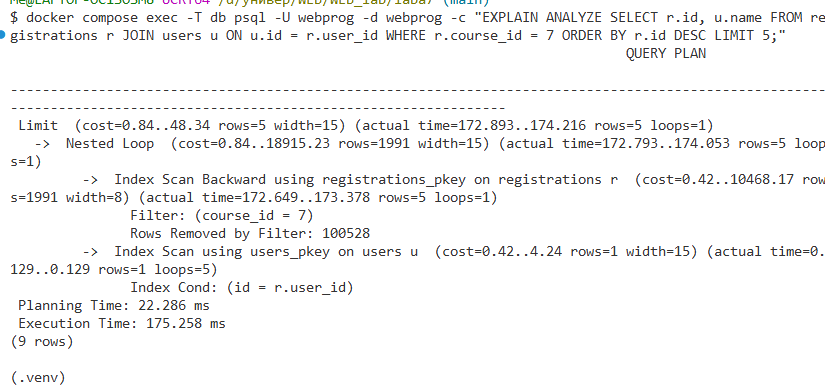 $ docker compose exec -T db psql -U webprog -d webprog -c "EXPLAIN ANALYZE SELECT r.id, u.name FROM re
gistrations r JOIN users u ON u.id = r.user_id WHERE r.course_id = 7 ORDER BY r.id DESC LIMIT 5;"
QUERY PLAN
-----------------------------------------------------------------------------------------------------
-------------------------------------------------------------
Limit (cost=0.84..48.34 rows=5 width=15) (actual time=172.893..174.216 rows=5 loops=1)
-> Nested Loop (cost=0.84..18915.23 rows=1991 width=15) (actual time=172.793..174.053 rows=5 loop
s=1)
-> Index Scan Backward using registrations_pkey on registrations r (cost=0.42..10468.17 row
s=1991 width=8) (actual time=172.649..173.378 rows=5 loops=1)
Filter: (course_id = 7)
Rows Removed by Filter: 100528
-> Index Scan using users_pkey on users u (cost=0.42..4.24 rows=1 width=15) (actual time=0.
129..0.129 rows=1 loops=5)
Index Cond: (id = r.user_id)
Planning Time: 22.286 ms
Execution Time: 175.258 ms
(9 rows)
(.venv)